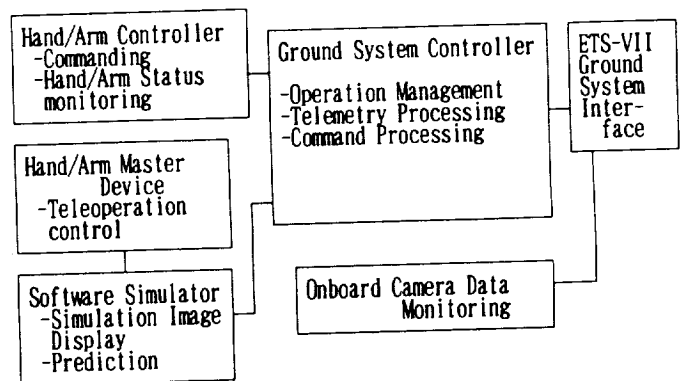 Hand/Arm Controller
-Commanding
-Hand/Arm Status
monitoring
Ground System Controller
-Operation Management
-Telemetry Processing
-Command Processing
ETS-VII
Ground
System
Inter-
face
Hand/Arm Master
Device
-Teleoperation
control
Software Simulator
-Simulation Image
Display
-Prediction
Onboard Camera Data
Monitoring